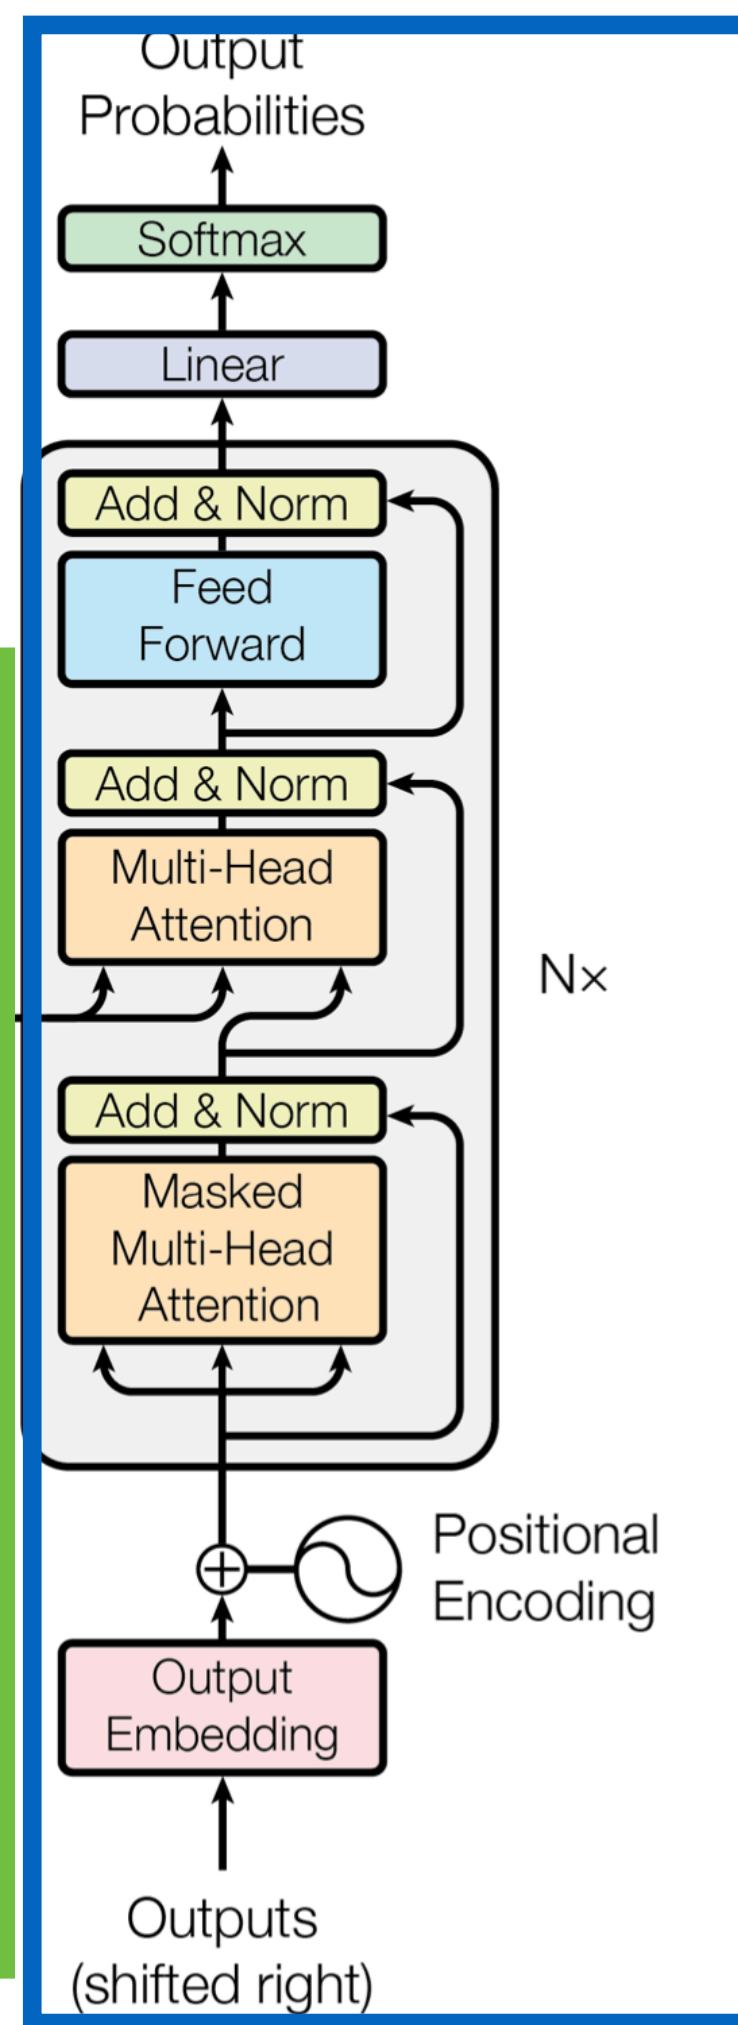 Output
Probabilities
Softmax
Linear
Add & Norm
Feed
Forward
Add & Norm
Multi-Head
Attention
N×
Add & Norm
Masked
Multi-Head
Attention
Positional
Encoding
Output
Embedding
Outputs
(shifted right)